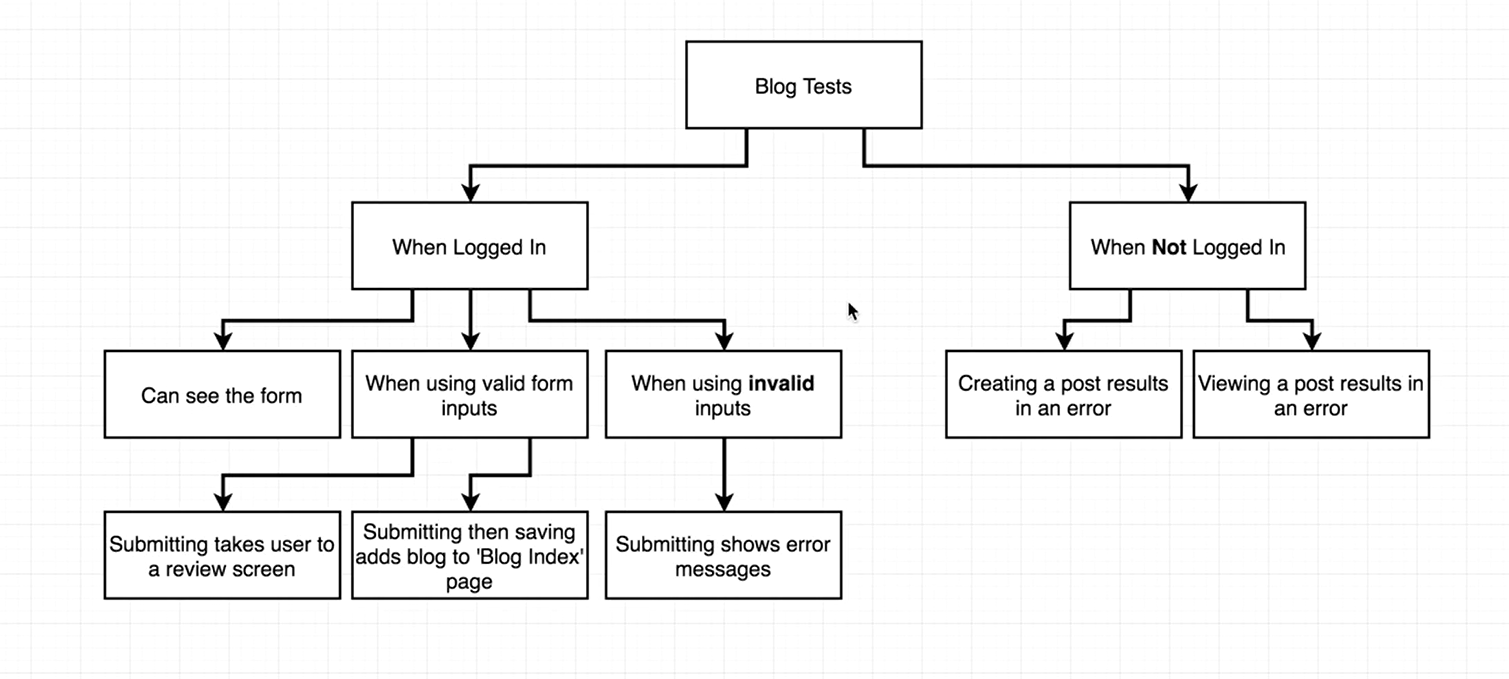 Blog Tests
When Logged In
When Not Logged In
Can see the form
When using valid form
inputs
When using invalid
inputs
Creating a post results
in an error
Viewing a post results in
an error
Submitting takes user to
a review screen
Submitting then saving
adds blog to 'Blog Index'
page
Submitting shows error
messages